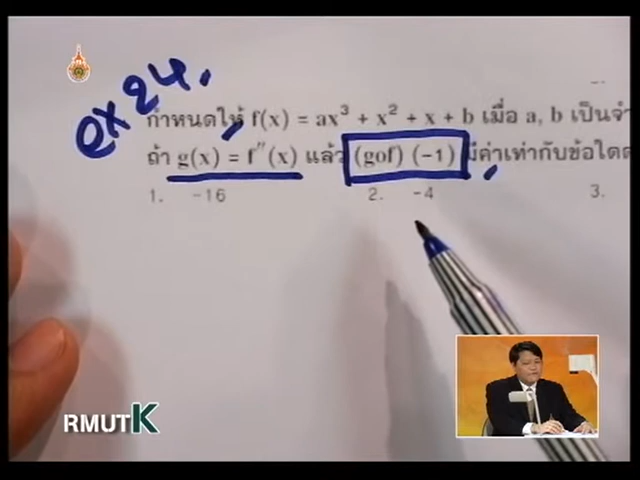 ex 24.
กำหนดให้ f(x) = ax³ + x² + x + b เมื่อ a, b เป็นจำ
ถ้า g(x) = f″(x) แล้ว (gof) (−1) มีค่าเท่ากับข้อใด
1. -16 2. -4 3.
RMUTK